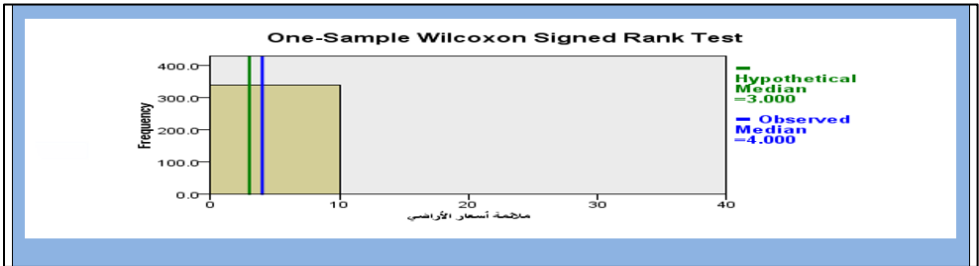 One-Sample Wilcoxon Signed Rank Test
400.0
300.0
200.0
100.0
0.0
Frequency
0 10 20 30 40
ملائمة أسعار الأراضي
Hypothetical
Median
=3.000
Observed
Median
=4.000